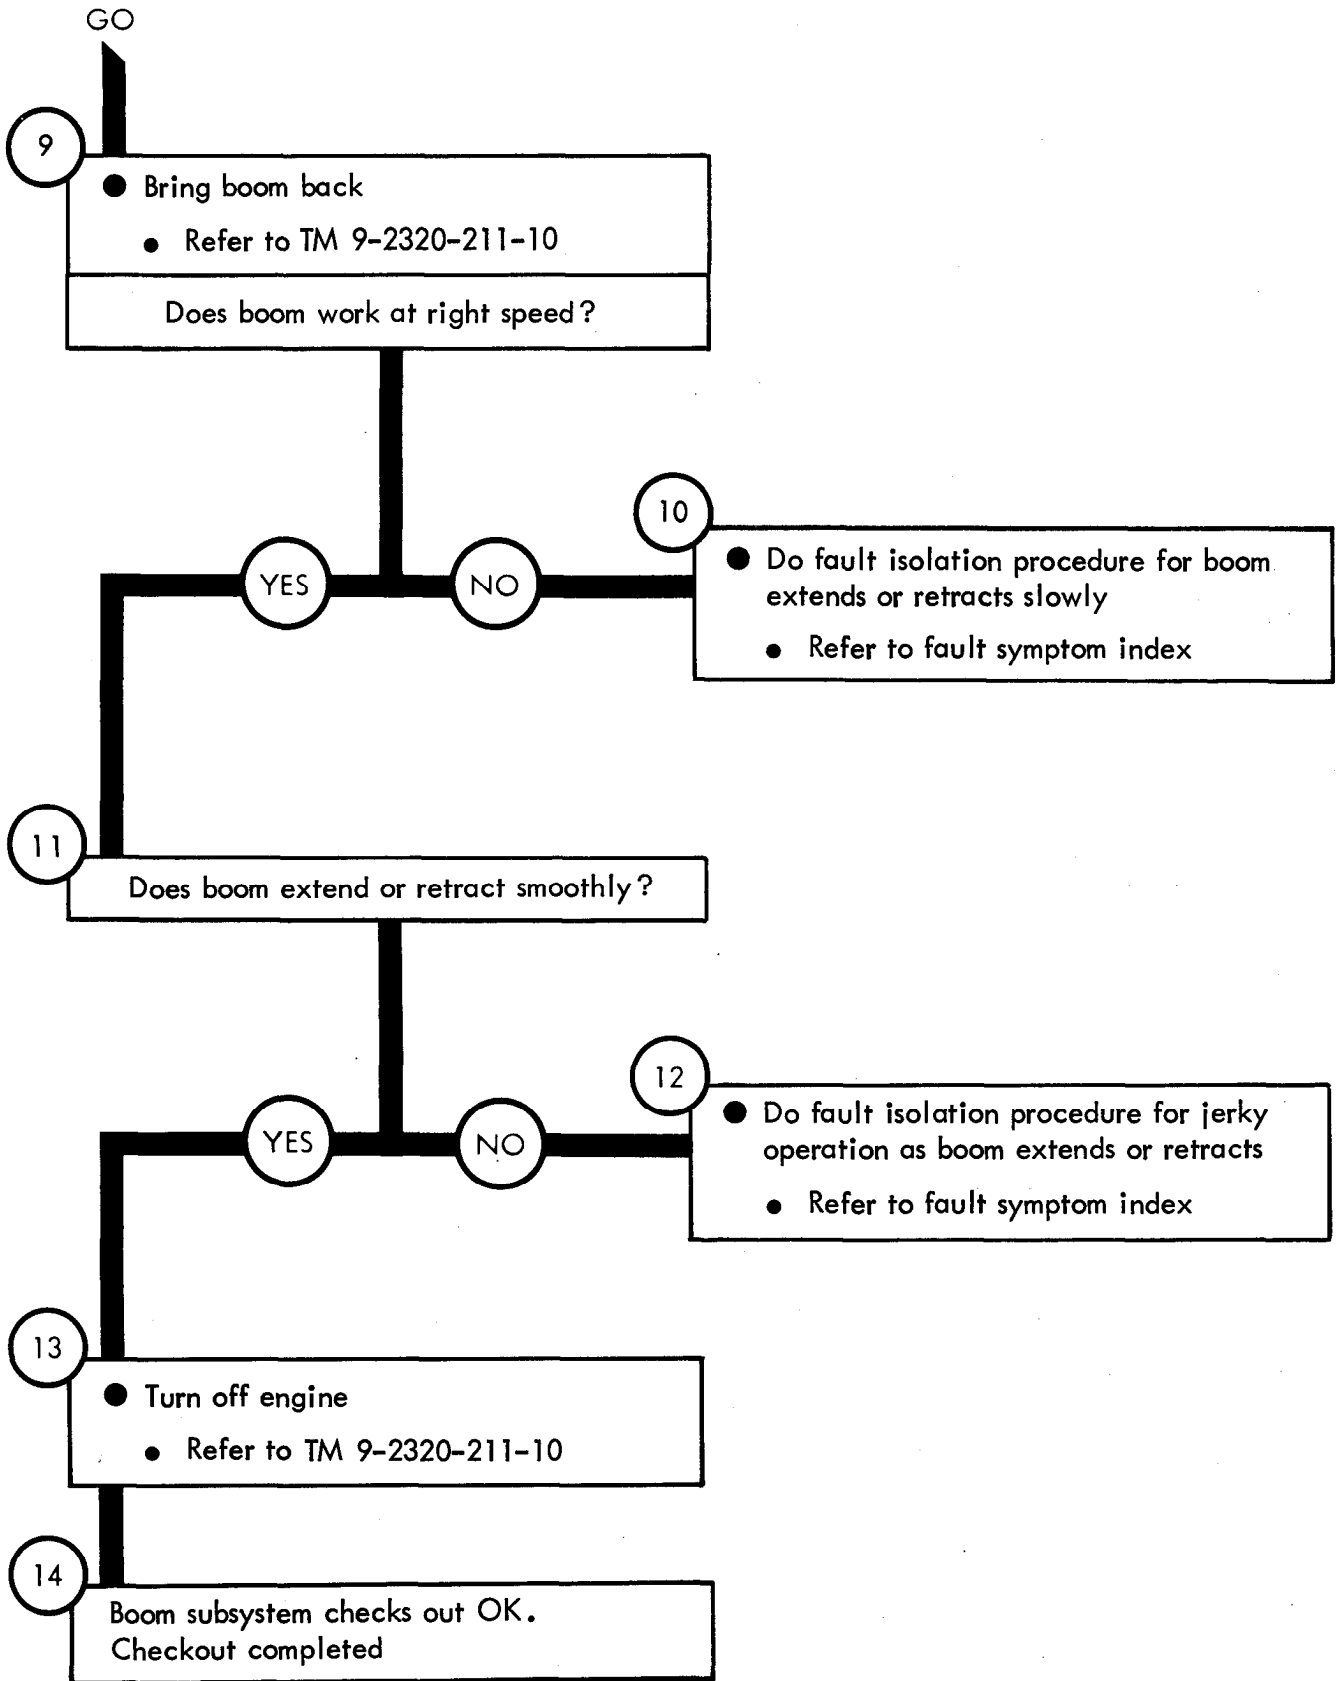 GO
9
● Bring boom back
● Refer to TM 9-2320-211-10
Does boom work at right speed?
YES
NO
10
● Do fault isolation procedure for boom
extends or retracts slowly
● Refer to fault symptom index
11
Does boom extend or retract smoothly?
YES
NO
12
● Do fault isolation procedure for jerky
operation as boom extends or retracts
● Refer to fault symptom index
13
● Turn off engine
● Refer to TM 9-2320-211-10
14
Boom subsystem checks out OK.
Checkout completed